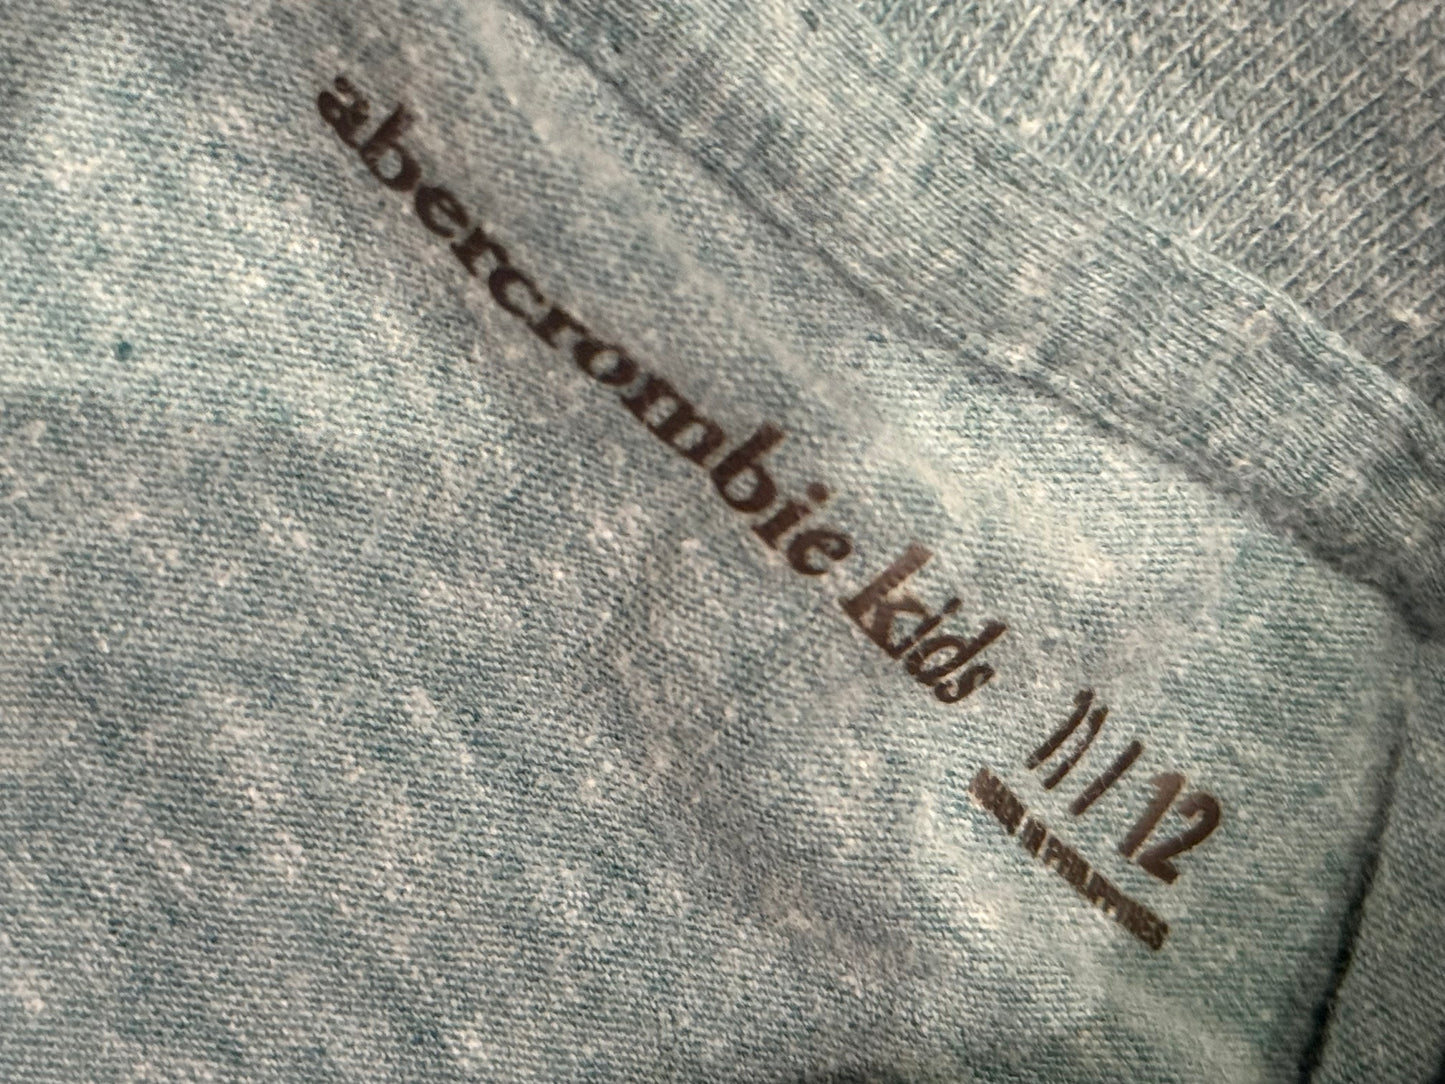 abercrombie kids
11 / 12
MADE IN PHILIPPINES